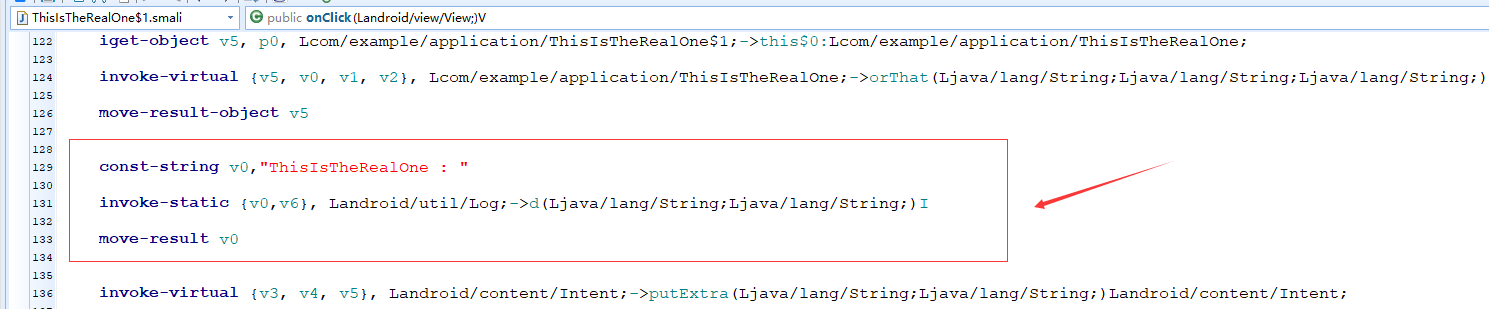 ThisIsTheRealOne$1.smali public onClick(Landroid/view/View;)V
122 iget-object v5, p0, Lcom/example/application/ThisIsTheRealOne$1;->this$0:Lcom/example/application/ThisIsTheRealOne;
123
124 invoke-virtual {v5, v0, v1, v2}, Lcom/example/application/ThisIsTheRealOne;->orThat(Ljava/lang/String;Ljava/lang/String;Ljava/lang/String;)
125
126 move-result-object v5
127
128
129 const-string v0,"ThisIsTheRealOne : "
130
131 invoke-static {v0,v6}, Landroid/util/Log;->d(Ljava/lang/String;Ljava/lang/String;)I
132
133 move-result v0
134
135
136 invoke-virtual {v3, v4, v5}, Landroid/content/Intent;->putExtra(Ljava/lang/String;Ljava/lang/String;)Landroid/content/Intent;